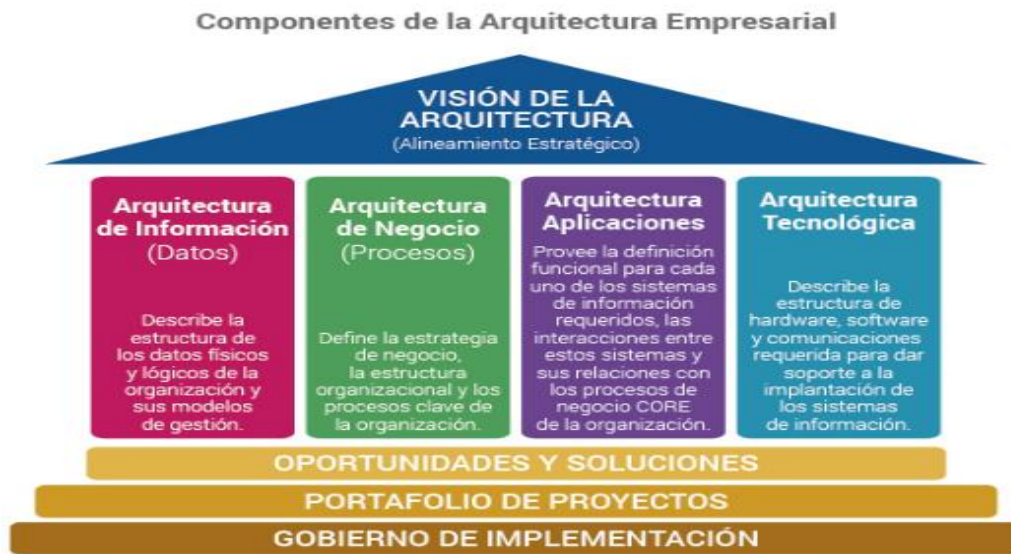 Componentes de la Arquitectura Empresarial
VISIÓN DE LA
ARQUITECTURA
(Alineamiento Estratégico)
Arquitectura
de Información
(Datos)
Describe la
estructura de
los datos físicos
y lógicos de la
organización y
sus modelos
de gestión.
Arquitectura
de Negocio
(Procesos)
Define la estrategia
de negocio,
la estructura
organizacional y los
procesos clave de
la organización.
Arquitectura
Aplicaciones
Provee la definición
funcional para cada
uno de los sistemas
de información
requeridos, las
interacciones entre
estos sistemas y
sus relaciones con
los procesos de
negocio CORE
de la organización.
Arquitectura
Tecnológica
Describe la
estructura de
hardware, software
y comunicaciones
requerida para dar
soporte a la
implantación de
los sistemas
de información.
OPORTUNIDADES Y SOLUCIONES
PORTAFOLIO DE PROYECTOS
GOBIERNO DE IMPLEMENTACIÓN